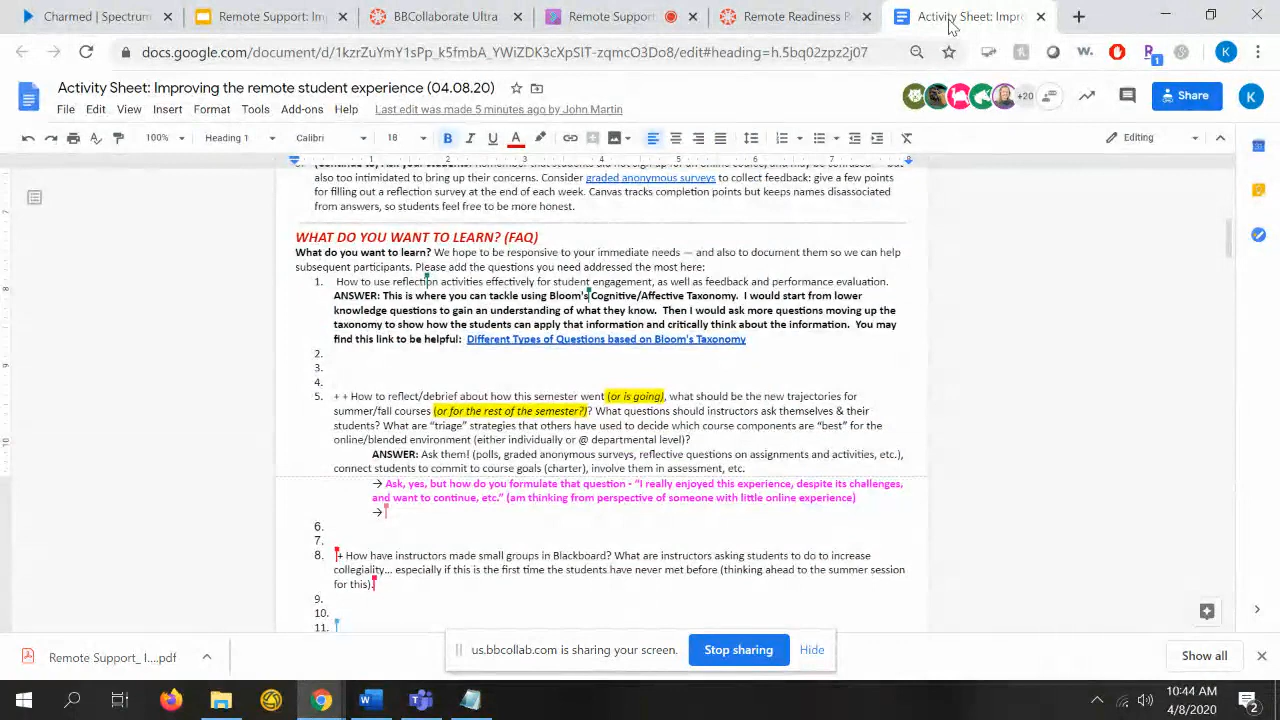 Charmed | Spectrum
Remote Support: Im
BBCollaborate Ultra
Remote Support
Remote Readiness R
Activity Sheet: Impro
docs.google.com/document/d/1kzrZuYmY1sPp_k5fmbA_YWiZDK3cXpSIT-zqmcO3Do8/edit#heading=h.5bq02zpz2j07
Activity Sheet: Improving the remote student experience (04.08.20)
File Edit View Insert Add-ons Help Last edit was made 5 minutes ago by John Martin
+20
Share
K
100% Heading 1 Calibri 18 B I U A Editing
also too intimidated to bring up their concerns. Consider graded anonymous surveys to collect feedback: give a few points
for filling out a reflection survey at the end of each week. Canvas tracks completion points but keeps names disassociated
from answers, so students feel free to be more honest.
WHAT DO YOU WANT TO LEARN? (FAQ)
What do you want to learn? We hope to be responsive to your immediate needs — and also to document them so we can help
subsequent participants. Please add the questions you need addressed the most here:
1. How to use reflection activities effectively for student engagement, as well as feedback and performance evaluation.
ANSWER: This is where you can tackle using Bloom's Cognitive/Affective Taxonomy. I would start from lower
knowledge questions to gain an understanding of what they know. Then I would ask more questions moving up the
taxonomy to show how the students can apply that information and critically think about the information. You may
find this link to be helpful: Different Types of Questions based on Bloom's Taxonomy
2.
3.
4.
5. + + How to reflect/debrief about how this semester went (or is going), what should be the new trajectories for
summer/fall courses (or for the rest of the semester?)? What questions should instructors ask themselves & their
students? What are "triage" strategies that others have used to decide which course components are "best" for the
online/blended environment (either individually or @ departmental level)?
ANSWER: Ask them! (polls, graded anonymous surveys, reflective questions on assignments and activities, etc.),
connect students to commit to course goals (charter), involve them in assessment, etc.
→ Ask, yes, but how do you formulate that question - "I really enjoyed this experience, despite its challenges,
and want to continue, etc." (am thinking from perspective of someone with little online experience)
→
6.
7.
8. + How have instructors made small groups in Blackboard? What are instructors asking students to do to increase
collegiality... especially if this is the first time the students have never met before (thinking ahead to the summer session
for this).
9.
10.
11.
us.bbcollab.com is sharing your screen. Stop sharing Hide
Remote Support_ I....pdf
Show all
10:44 AM
4/8/2020
2